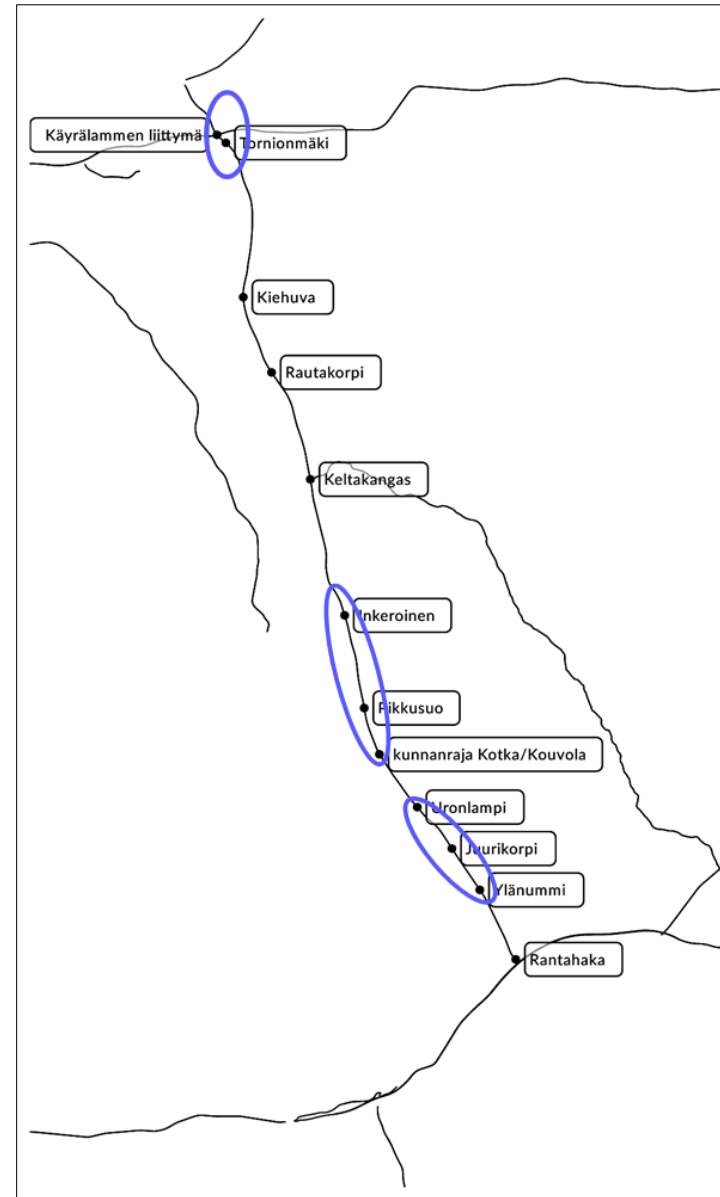 Käyrälammen liittymä
Tornionmäki
Kiehuva
Rautakorpi
Keltakangas
Inkeroinen
Pikkusuo
kunnanraja Kotka/Kouvola
Uronlampi
Juurikorpi
Ylänummi
Rantahaka